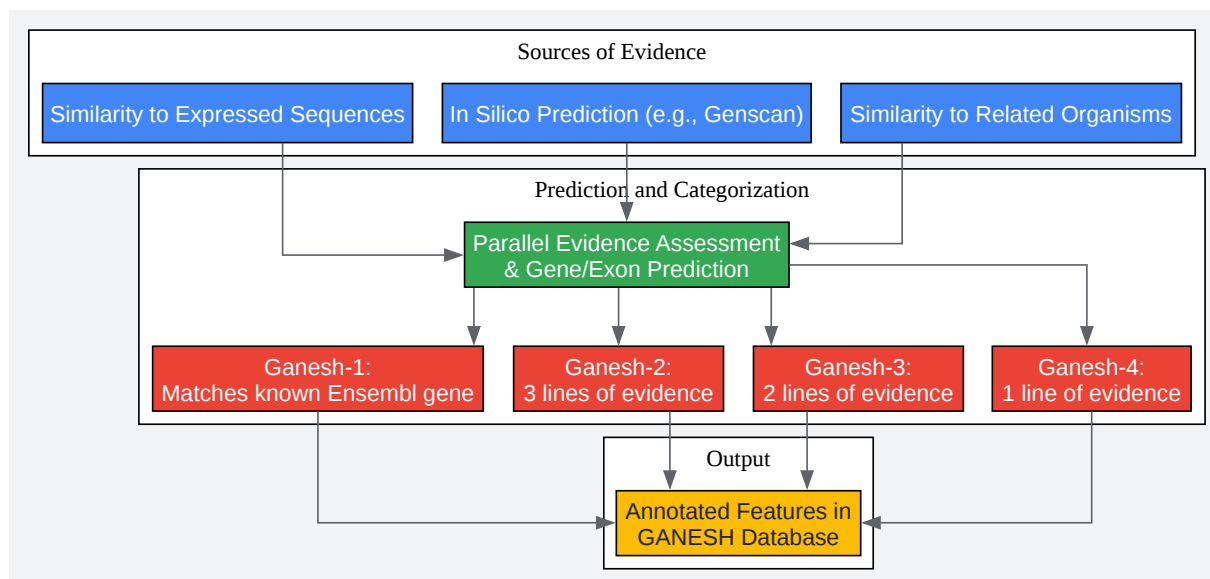 Sources of Evidence
Similarity to Expressed Sequences
In Silico Prediction (e.g., Genscan)
Similarity to Related Organisms
Prediction and Categorization
Parallel Evidence Assessment
& Gene/Exon Prediction
Ganesh-1:
Matches known Ensembl gene
Ganesh-2:
3 lines of evidence
Ganesh-3:
2 lines of evidence
Ganesh-4:
1 line of evidence
Output
Annotated Features in
GANESH Database